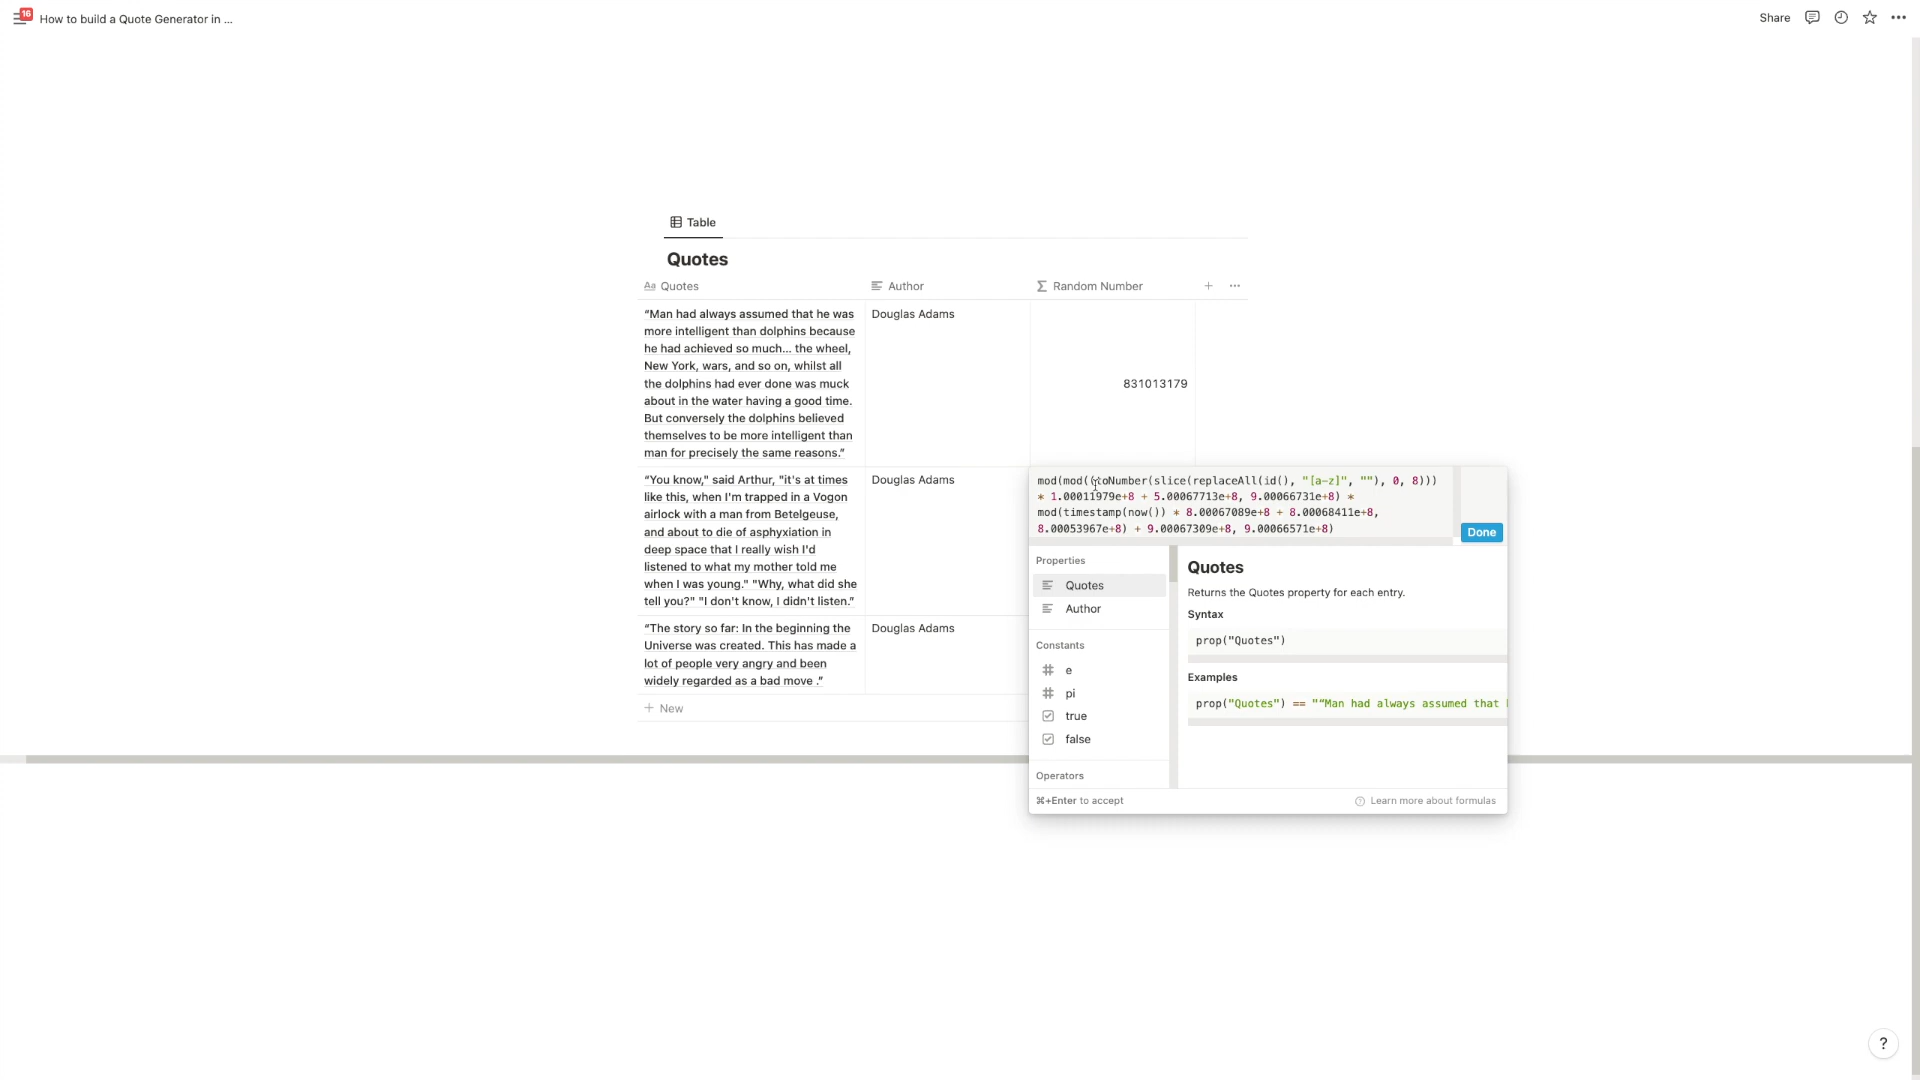 16
How to build a Quote Generator in ...
Share
Table
Quotes
Aa Quotes
Author
Σ Random Number
“Man had always assumed that he was
more intelligent than dolphins because
he had achieved so much... the wheel,
New York, wars, and so on, whilst all
the dolphins had ever done was muck
about in the water having a good time.
But conversely the dolphins believed
themselves to be more intelligent than
man for precisely the same reasons.”
Douglas Adams
831013179
“You know," said Arthur, "it's at times
like this, when I'm trapped in a Vogon
airlock with a man from Betelgeuse,
and about to die of asphyxiation in
deep space that I really wish I'd
listened to what my mother told me
when I was young." "Why, what did she
tell you?" "I don't know, I didn't listen.”
Douglas Adams
“The story so far: In the beginning the
Universe was created. This has made a
lot of people very angry and been
widely regarded as a bad move .”
Douglas Adams
+ New
mod(mod((toNumber(slice(replaceAll(id(), "[a-z]", ""), 0, 8)))
* 1.00011979e+8 + 5.00067713e+8, 9.00066731e+8) *
mod(timestamp(now()) * 8.00067089e+8 + 8.00068411e+8,
8.00053967e+8) + 9.00067309e+8, 9.00066571e+8)
Done
Properties
Quotes
Author
Constants
e
pi
true
false
Operators
Quotes
Returns the Quotes property for each entry.
Syntax
prop("Quotes")
Examples
prop("Quotes") == "“Man had always assumed that
⌘+Enter to accept
Learn more about formulas
?